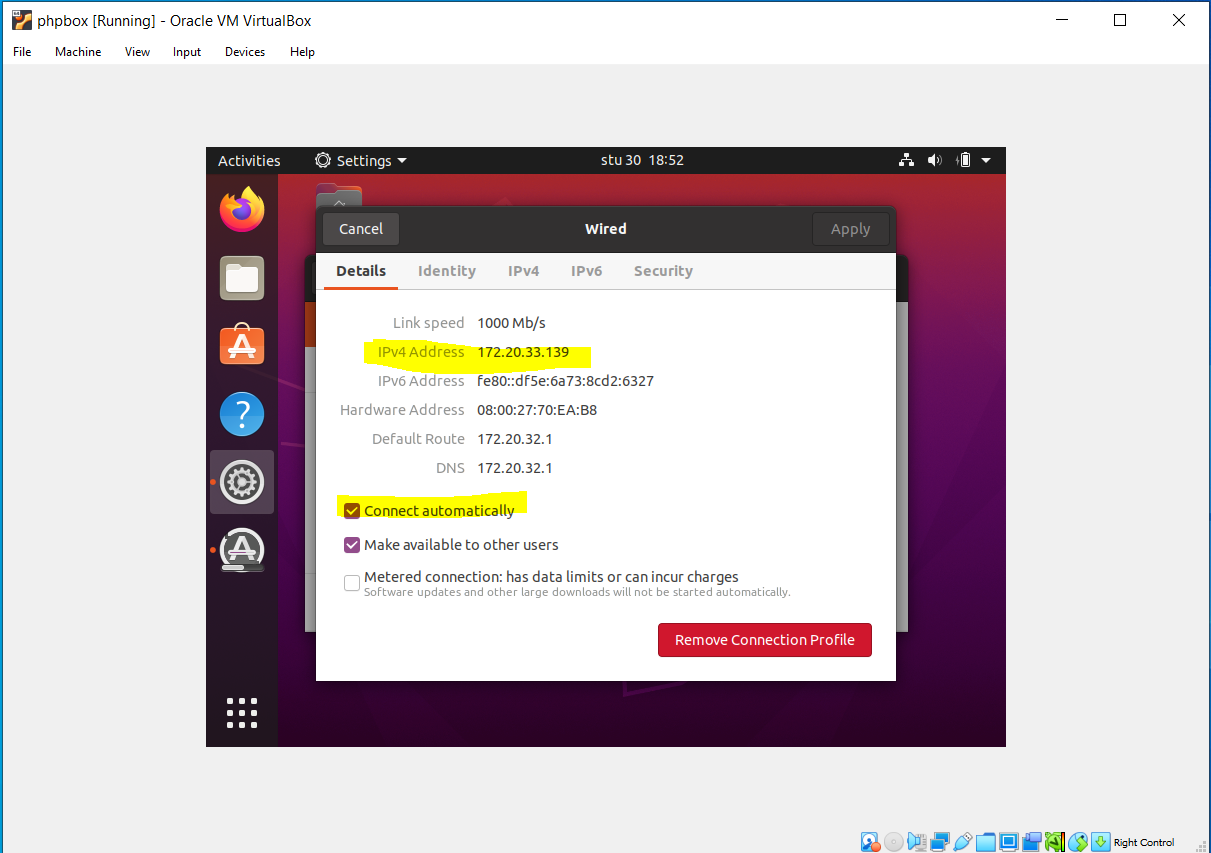 phpbox [Running] - Oracle VM VirtualBox
File Machine View Input Devices Help
Activities Settings stu 30 18:52
Cancel Wired Apply
Details Identity IPv4 IPv6 Security
Link speed 1000 Mb/s
IPv4 Address 172.20.33.139
IPv6 Address fe80::df5e:6a73:8cd2:6327
Hardware Address 08:00:27:70:EA:B8
Default Route 172.20.32.1
DNS 172.20.32.1
Connect automatically
Make available to other users
Metered connection: has data limits or can incur charges
Software updates and other large downloads will not be started automatically.
Remove Connection Profile
Right Control